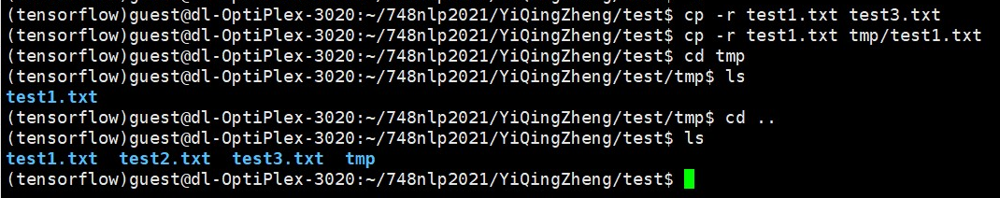 (tensorflow)guest@dl-OptiPlex-3020:~/748nlp2021/YiQingZheng/test$ cp -r test1.txt test3.txt
(tensorflow)guest@dl-OptiPlex-3020:~/748nlp2021/YiQingZheng/test$ cp -r test1.txt tmp/test1.txt
(tensorflow)guest@dl-OptiPlex-3020:~/748nlp2021/YiQingZheng/test$ cd tmp
(tensorflow)guest@dl-OptiPlex-3020:~/748nlp2021/YiQingZheng/test/tmp$ ls
test1.txt
(tensorflow)guest@dl-OptiPlex-3020:~/748nlp2021/YiQingZheng/test/tmp$ cd ..
(tensorflow)guest@dl-OptiPlex-3020:~/748nlp2021/YiQingZheng/test$ ls
test1.txt  test2.txt  test3.txt  tmp
(tensorflow)guest@dl-OptiPlex-3020:~/748nlp2021/YiQingZheng/test$